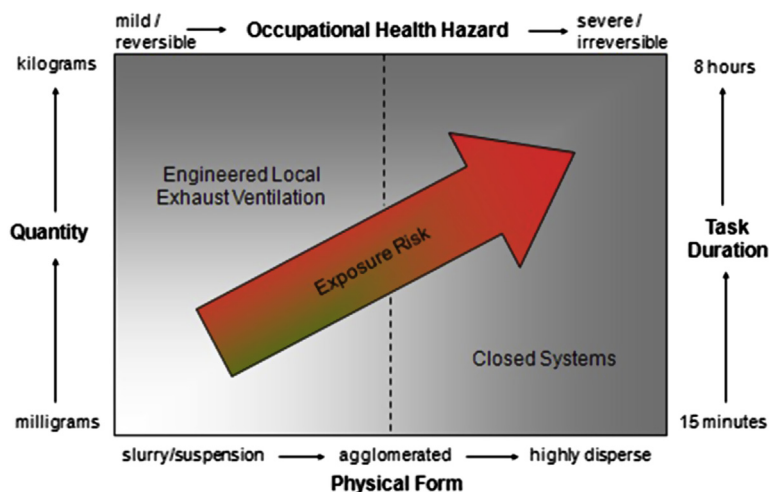 mild /
reversible
Occupational Health Hazard
severe /
irreversible
kilograms
8 hours
Engineered Local
Exhaust Ventilation
Quantity
Exposure Risk
Task
Duration
Closed Systems
milligrams
15 minutes
slurry/suspension
agglomerated
highly disperse
Physical Form